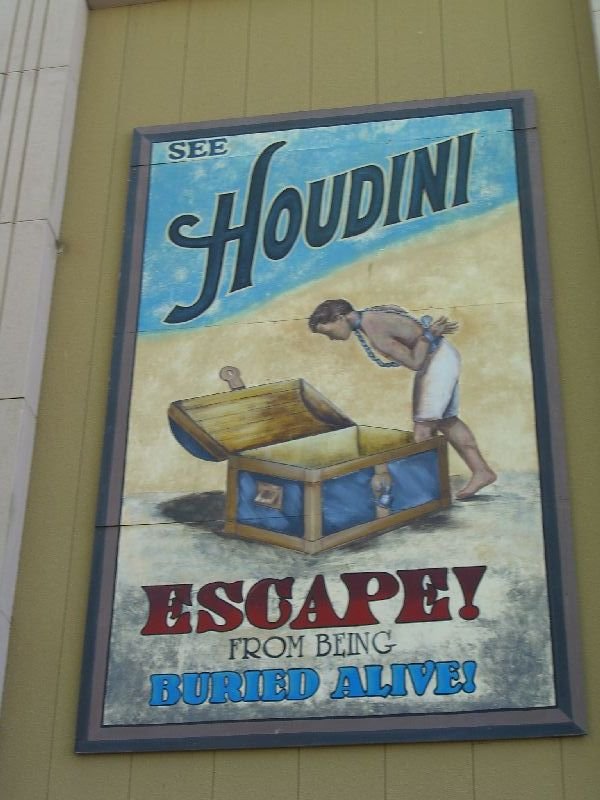 SEE
HOUDINI
ESCAPE!
FROM BEING
BURIED ALIVE!